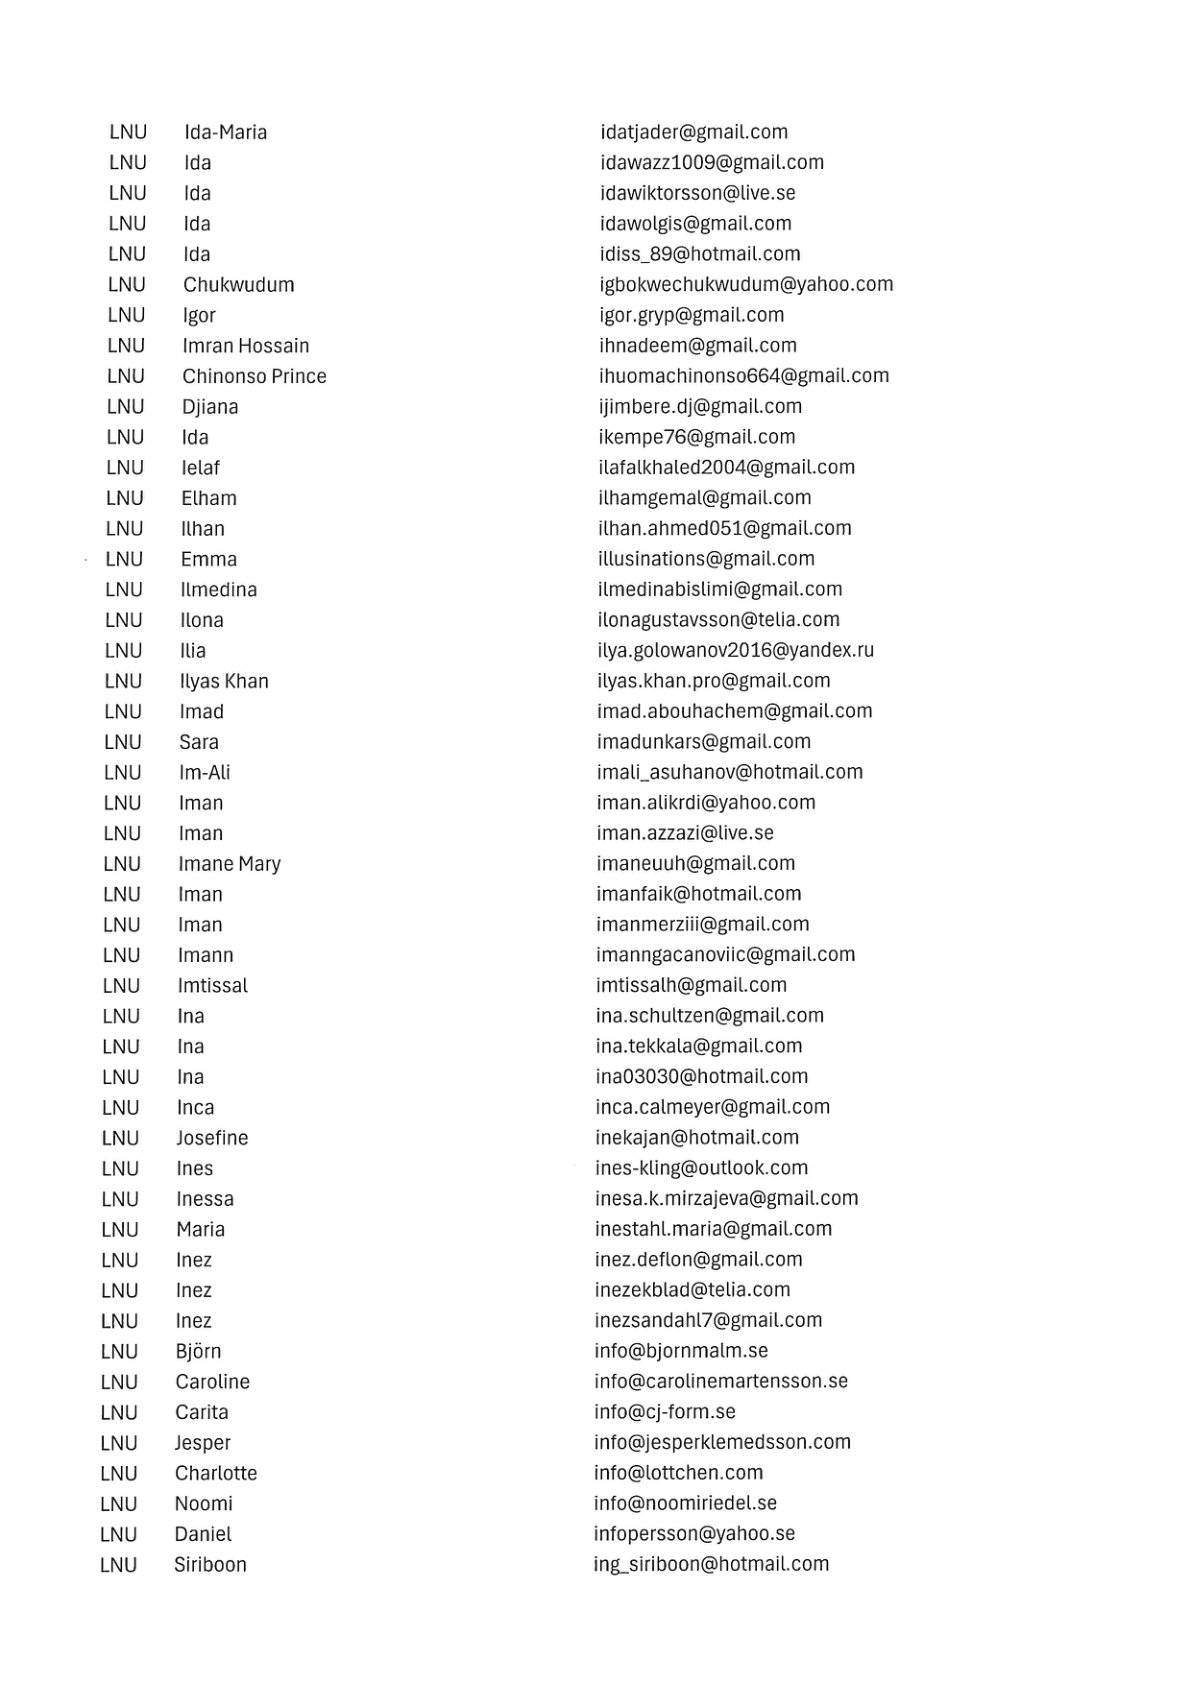 LNU Ida-Maria idatjader@gmail.com
LNU Ida idawazz1009@gmail.com
LNU Ida idawiktorsson@live.se
LNU Ida idawolgis@gmail.com
LNU Ida idiss_89@hotmail.com
LNU Chukwudum igbokwechukwudum@yahoo.com
LNU Igor igor.gryp@gmail.com
LNU Imran Hossain ihnadeem@gmail.com
LNU Chinonso Prince ihuomachinonso664@gmail.com
LNU Djiana ijimbere.dj@gmail.com
LNU Ida ikempe76@gmail.com
LNU Ielaf ilafalkhaled2004@gmail.com
LNU Elham ilhamgemal@gmail.com
LNU Ilhan ilhan.ahmed051@gmail.com
LNU Emma illusinations@gmail.com
LNU Ilmedina ilmedinabislimi@gmail.com
LNU Ilona ilonagustavsson@telia.com
LNU Ilia ilya.golowanov2016@yandex.ru
LNU Ilyas Khan ilyas.khan.pro@gmail.com
LNU Imad imad.abouhachem@gmail.com
LNU Sara imadunkars@gmail.com
LNU Im-Ali imali_asuhanov@hotmail.com
LNU Iman iman.alikrdi@yahoo.com
LNU Iman iman.azzazi@live.se
LNU Imane Mary imaneuuh@gmail.com
LNU Iman imanfaik@hotmail.com
LNU Iman imanmerziii@gmail.com
LNU Imann imanngacanoviic@gmail.com
LNU Imtissal imtissalh@gmail.com
LNU Ina ina.schultzen@gmail.com
LNU Ina ina.tekkala@gmail.com
LNU Ina ina03030@hotmail.com
LNU Inca inca.calmeyer@gmail.com
LNU Josefine inekajan@hotmail.com
LNU Ines ines-kling@outlook.com
LNU Inessa inesa.k.mirzajeva@gmail.com
LNU Maria inestahl.maria@gmail.com
LNU Inez inez.deflon@gmail.com
LNU Inez inezekblad@telia.com
LNU Inez inezsandahl7@gmail.com
LNU Björn info@bjornmalm.se
LNU Caroline info@carolinemartensson.se
LNU Carita info@cj-form.se
LNU Jesper info@jesperklemedsson.com
LNU Charlotte info@lottchen.com
LNU Noomi info@noomiriedel.se
LNU Daniel infopersson@yahoo.se
LNU Siriboon ing_siriboon@hotmail.com